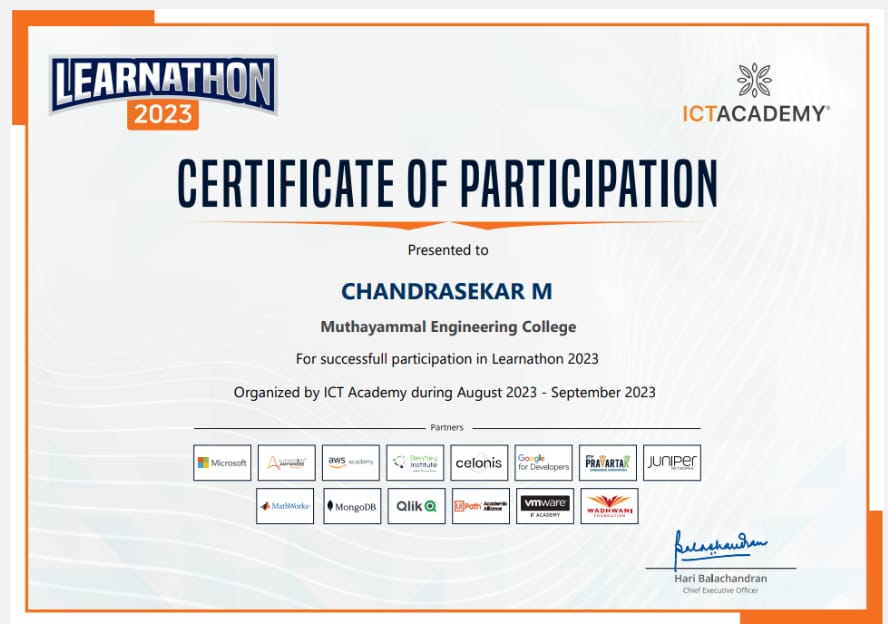 LEARNATHON
2023
ICTACADEMY®
CERTIFICATE OF PARTICIPATION
Presented to
CHANDRASEKAR M
Muthayammal Engineering College
For successfull participation in Learnathon 2023
Organized by ICT Academy during August 2023 - September 2023
Partners
Microsoft
aws academy
Bentley
Institute
celonis
Google
for Developers
PRAVARTAK
JUNIPER
NETWORKS
MathWorks
MongoDB
Qlik
UiPath Academic
Alliance
vmware
IT ACADEMY
WADHWANI
FOUNDATION
Balachandran
Hari Balachandran
Chief Executive Officer